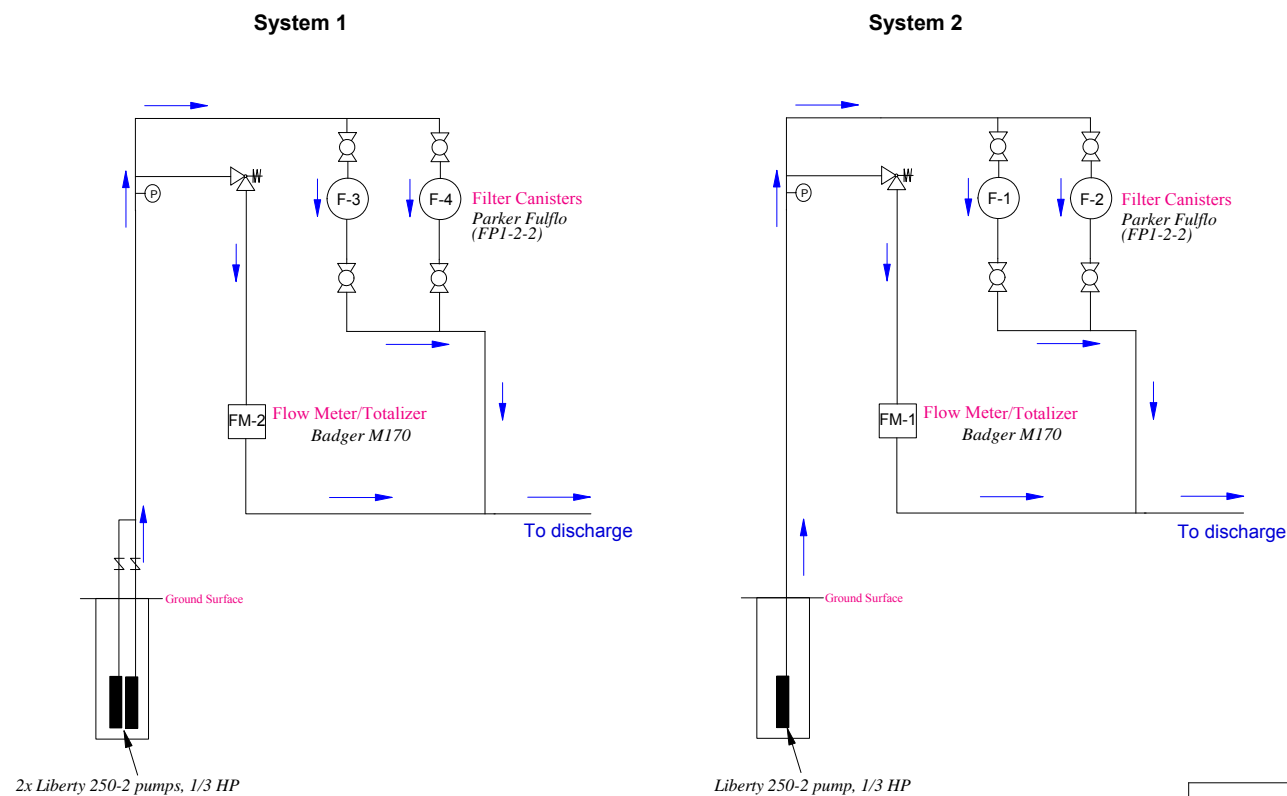 System 1
System 2
P
F-3
F-4
Filter Canisters
Parker Fulflo
(FP1-2-2)
P
F-1
F-2
Filter Canisters
Parker Fulflo
(FP1-2-2)
FM-2
Flow Meter/Totalizer
Badger M170
FM-1
Flow Meter/Totalizer
Badger M170
To discharge
To discharge
Ground Surface
Ground Surface
2x Liberty 250-2 pumps, 1/3 HP
Liberty 250-2 pump, 1/3 HP